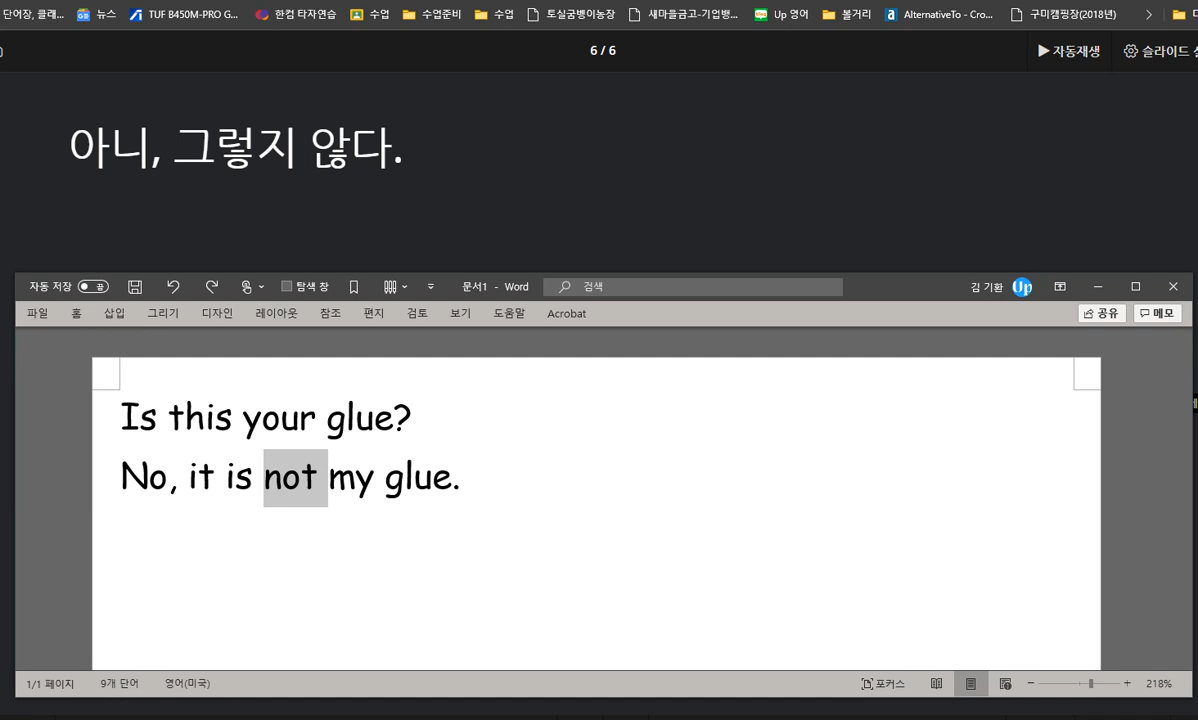 단어장, 클래... 뉴스 TUF B450M-PRO G... 한컴 타자연습 수업 수업준비 수업 토실굼벵이농장 새마을금고-기업뱅... Up 영어 볼거리 AlternativeTo - Cro... 구미캠핑장(2018년)
6 / 6 자동재생 슬라이드
아니, 그렇지 않다.
자동 저장 끔 탐색 창 문서1 - Word 검색 김 기환 Up
파일 홈 삽입 그리기 디자인 레이아웃 참조 편지 검토 보기 도움말 Acrobat 공유 메모
Is this your glue?
No, it is not my glue.
1/1 페이지 9개 단어 영어(미국) 포커스 218%